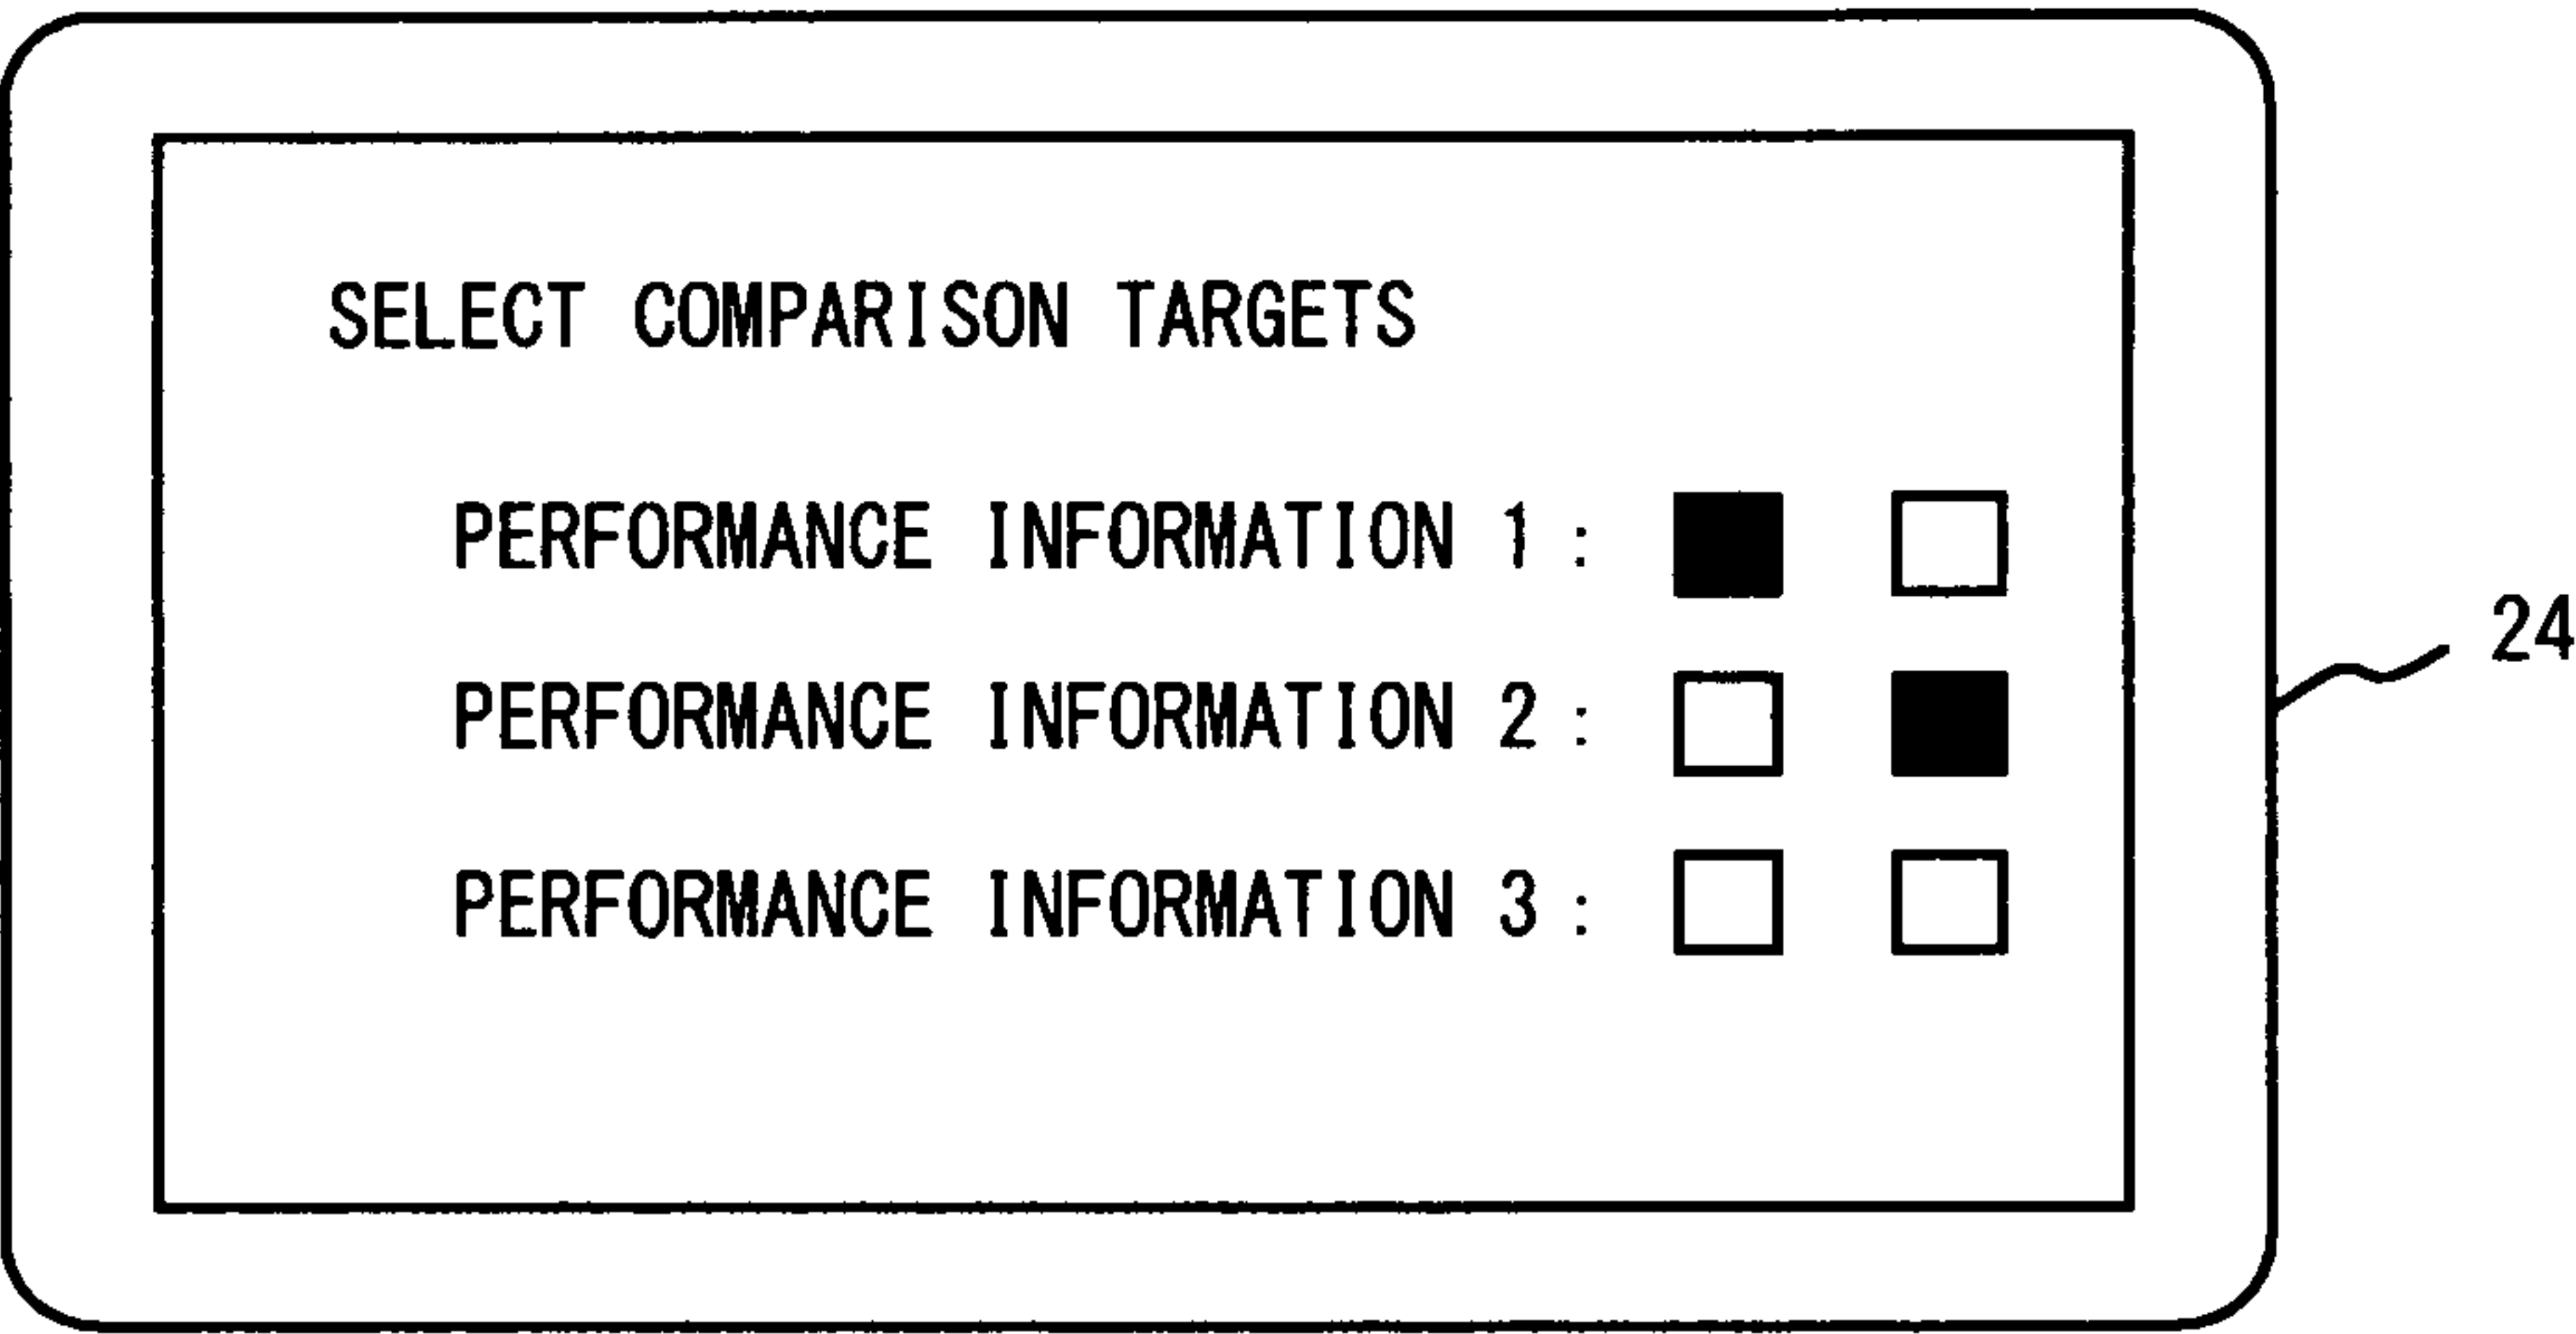 SELECT COMPARISON TARGETS
PERFORMANCE INFORMATION 1 :
PERFORMANCE INFORMATION 2 :
PERFORMANCE INFORMATION 3 :
24